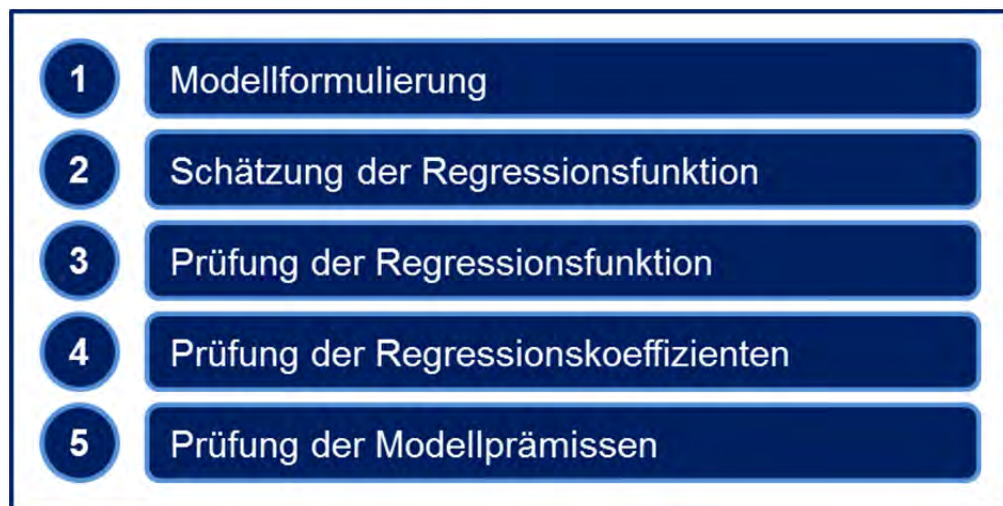 1 Modellformulierung
2 Schätzung der Regressionsfunktion
3 Prüfung der Regressionsfunktion
4 Prüfung der Regressionskoeffizienten
5 Prüfung der Modellprämissen